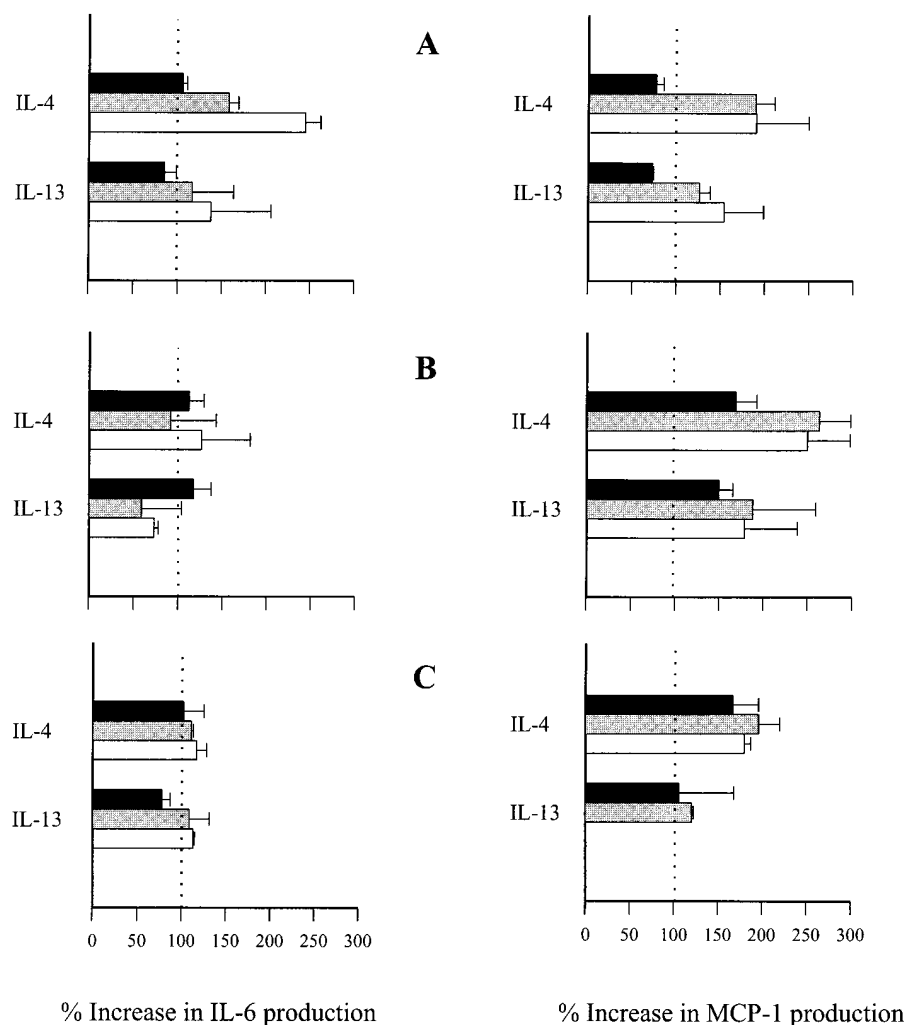 A
IL-4
IL-13
IL-4
IL-13
B
IL-4
IL-13
IL-4
IL-13
C
IL-4
IL-13
IL-4
IL-13
0 50 100 150 200 250 300
0 50 100 150 200 250 300
% Increase in IL-6 production
% Increase in MCP-1 production